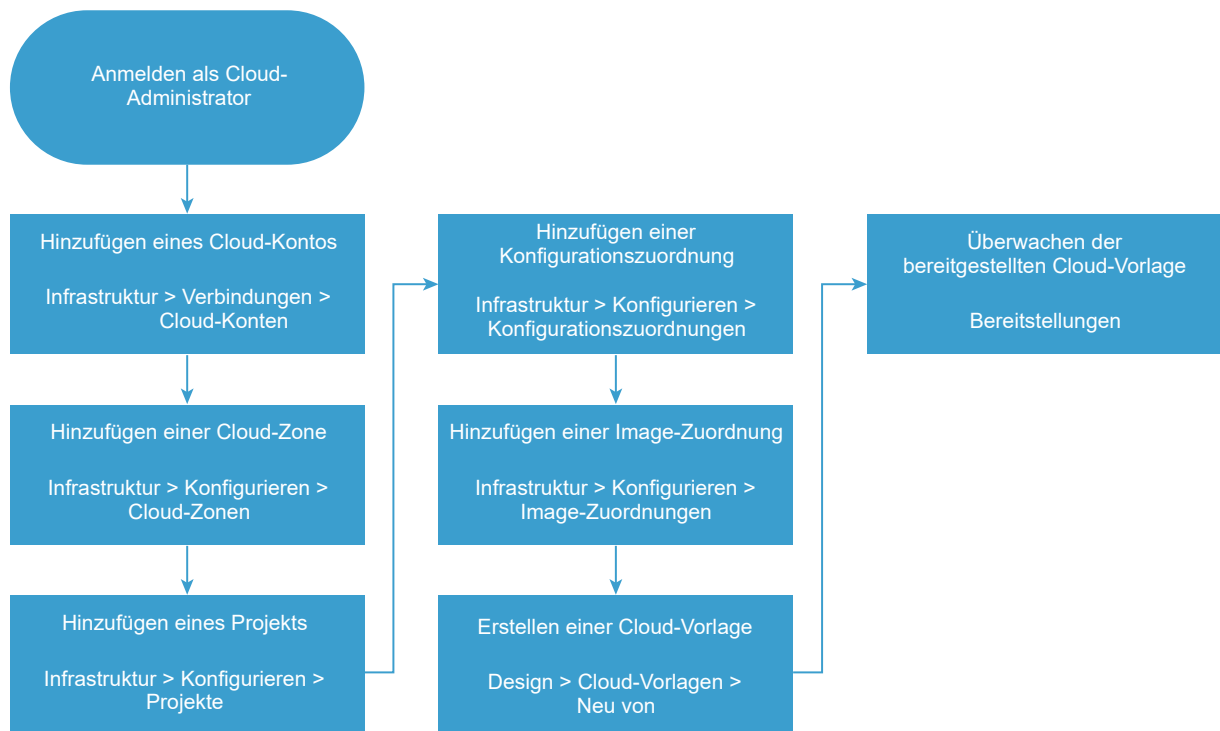 Anmelden als Cloud-
Administrator
Hinzufügen eines Cloud-Kontos
Infrastruktur > Verbindungen >
Cloud-Konten
Hinzufügen einer Cloud-Zone
Infrastruktur > Konfigurieren >
Cloud-Zonen
Hinzufügen eines Projekts
Infrastruktur > Konfigurieren >
Projekte
Hinzufügen einer
Konfigurationszuordnung
Infrastruktur > Konfigurieren >
Konfigurationszuordnungen
Hinzufügen einer Image-Zuordnung
Infrastruktur > Konfigurieren >
Image-Zuordnungen
Erstellen einer Cloud-Vorlage
Design > Cloud-Vorlagen >
Neu von
Überwachen der
bereitgestellten Cloud-Vorlage
Bereitstellungen